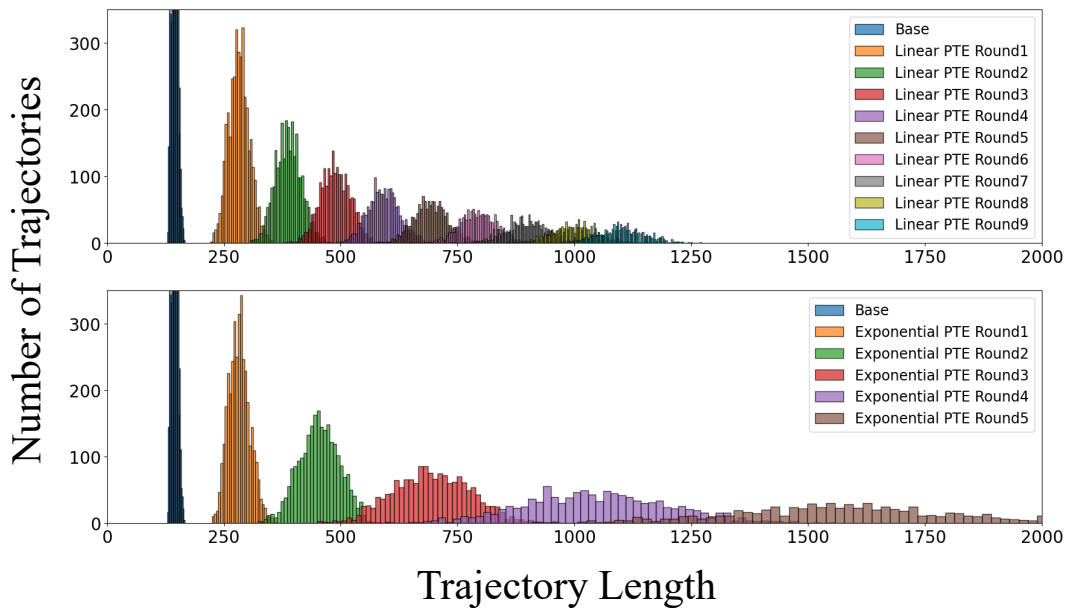 Number of Trajectories
300
200
100
0
0 250 500 750 1000 1250 1500 1750 2000
Base
Linear PTE Round1
Linear PTE Round2
Linear PTE Round3
Linear PTE Round4
Linear PTE Round5
Linear PTE Round6
Linear PTE Round7
Linear PTE Round8
Linear PTE Round9
300
200
100
0
0 250 500 750 1000 1250 1500 1750 2000
Base
Exponential PTE Round1
Exponential PTE Round2
Exponential PTE Round3
Exponential PTE Round4
Exponential PTE Round5
Trajectory Length